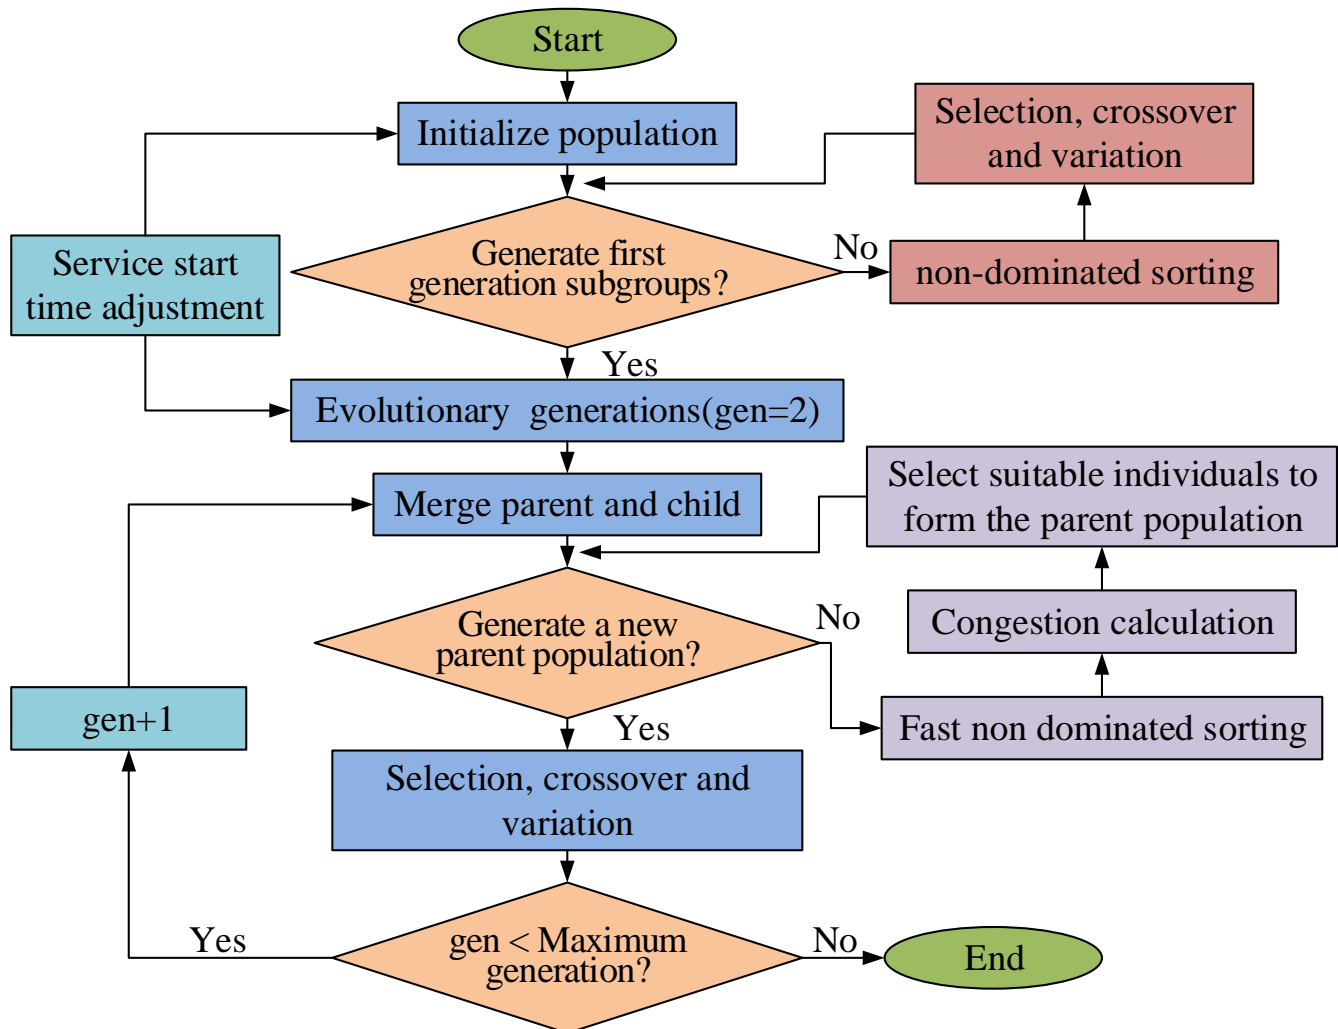 Start
Initialize population
Selection, crossover
and variation
Service start
time adjustment
Generate first
generation subgroups?
No
non-dominated sorting
Yes
Evolutionary  generations(gen=2)
Merge parent and child
Select suitable individuals to
form the parent population
Generate a new
parent population?
No
Congestion calculation
gen+1
Yes
Fast non dominated sorting
Selection, crossover and
variation
Yes
gen < Maximum
generation?
No
End